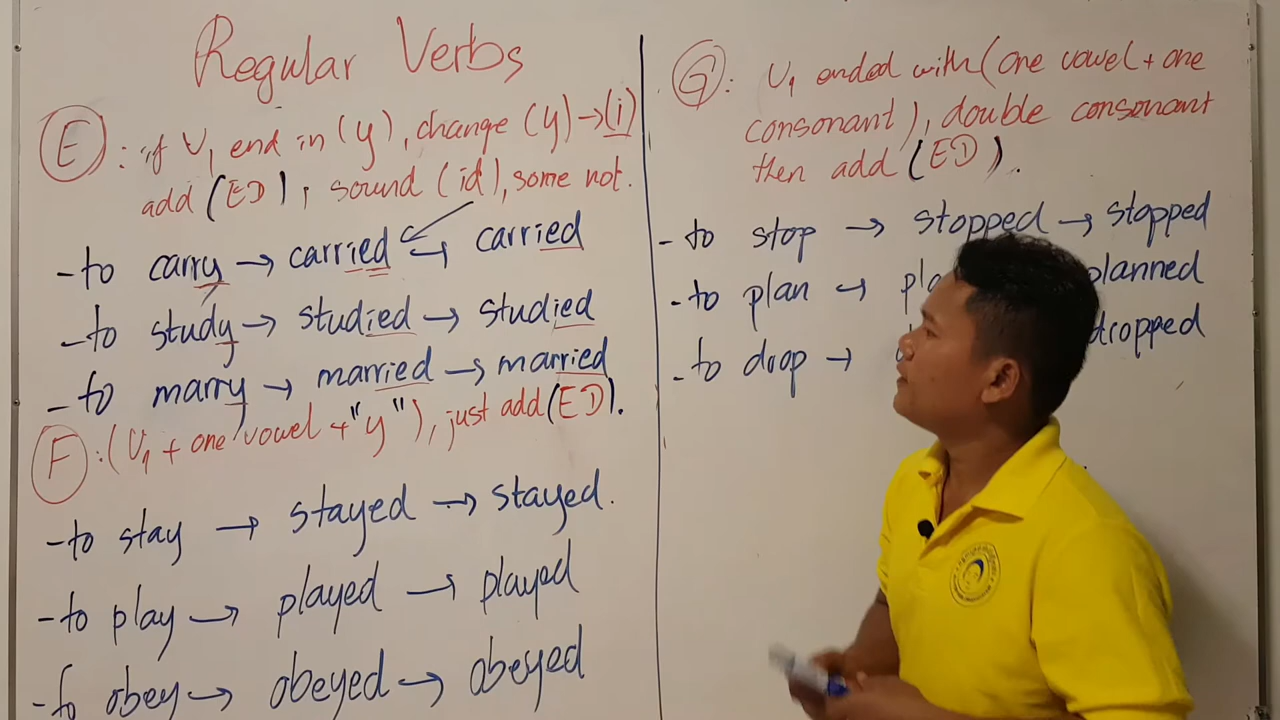 Regular Verbs
E : if V1 end in (y), change (y) → (i)
add (ED), sound (id), some not.
- to carry → carried → carried
- to study → studied → studied
- to marry → married → married
F : (V1 + one vowel + "y"), just add (ED).
- to stay → stayed → stayed.
- to play → played → played
- to obey → obeyed → obeyed
G : V1 ended with (one vowel + one
consonant), double consonant
then add (ED).
- to stop → stopped → stopped
- to plan → planned
- to drop → dropped